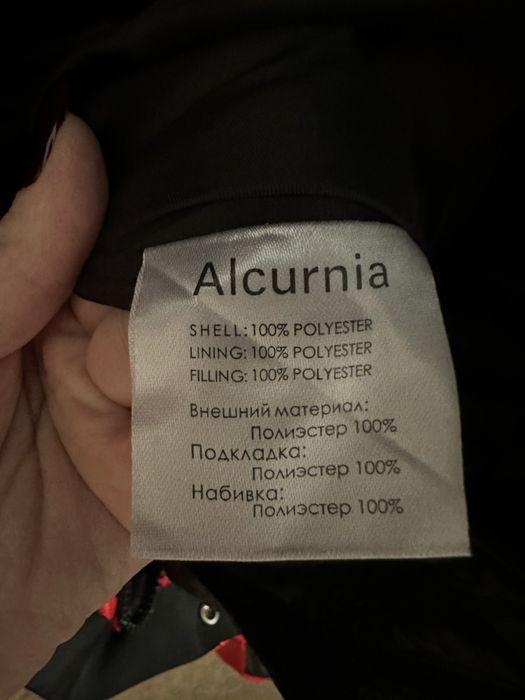 Alcurnia
SHELL: 100% POLYESTER
LINING: 100% POLYESTER
FILLING: 100% POLYESTER
Внешний материал:
Полиэстер 100%
Подкладка:
Полиэстер 100%
Набивка:
Полиэстер 100%